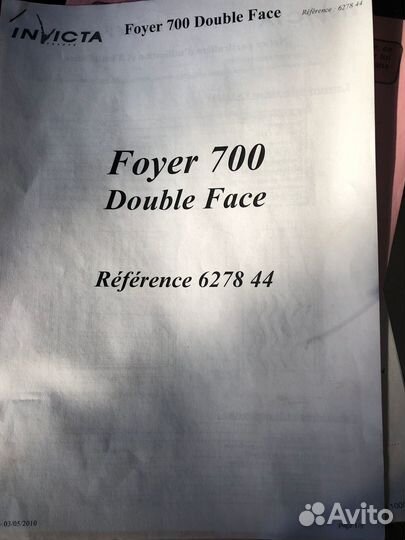 INVICTA
Foyer 700 Double Face
Référence : 6278 44
Foyer 700
Double Face
Référence 6278 44
03/05/2010
Avito